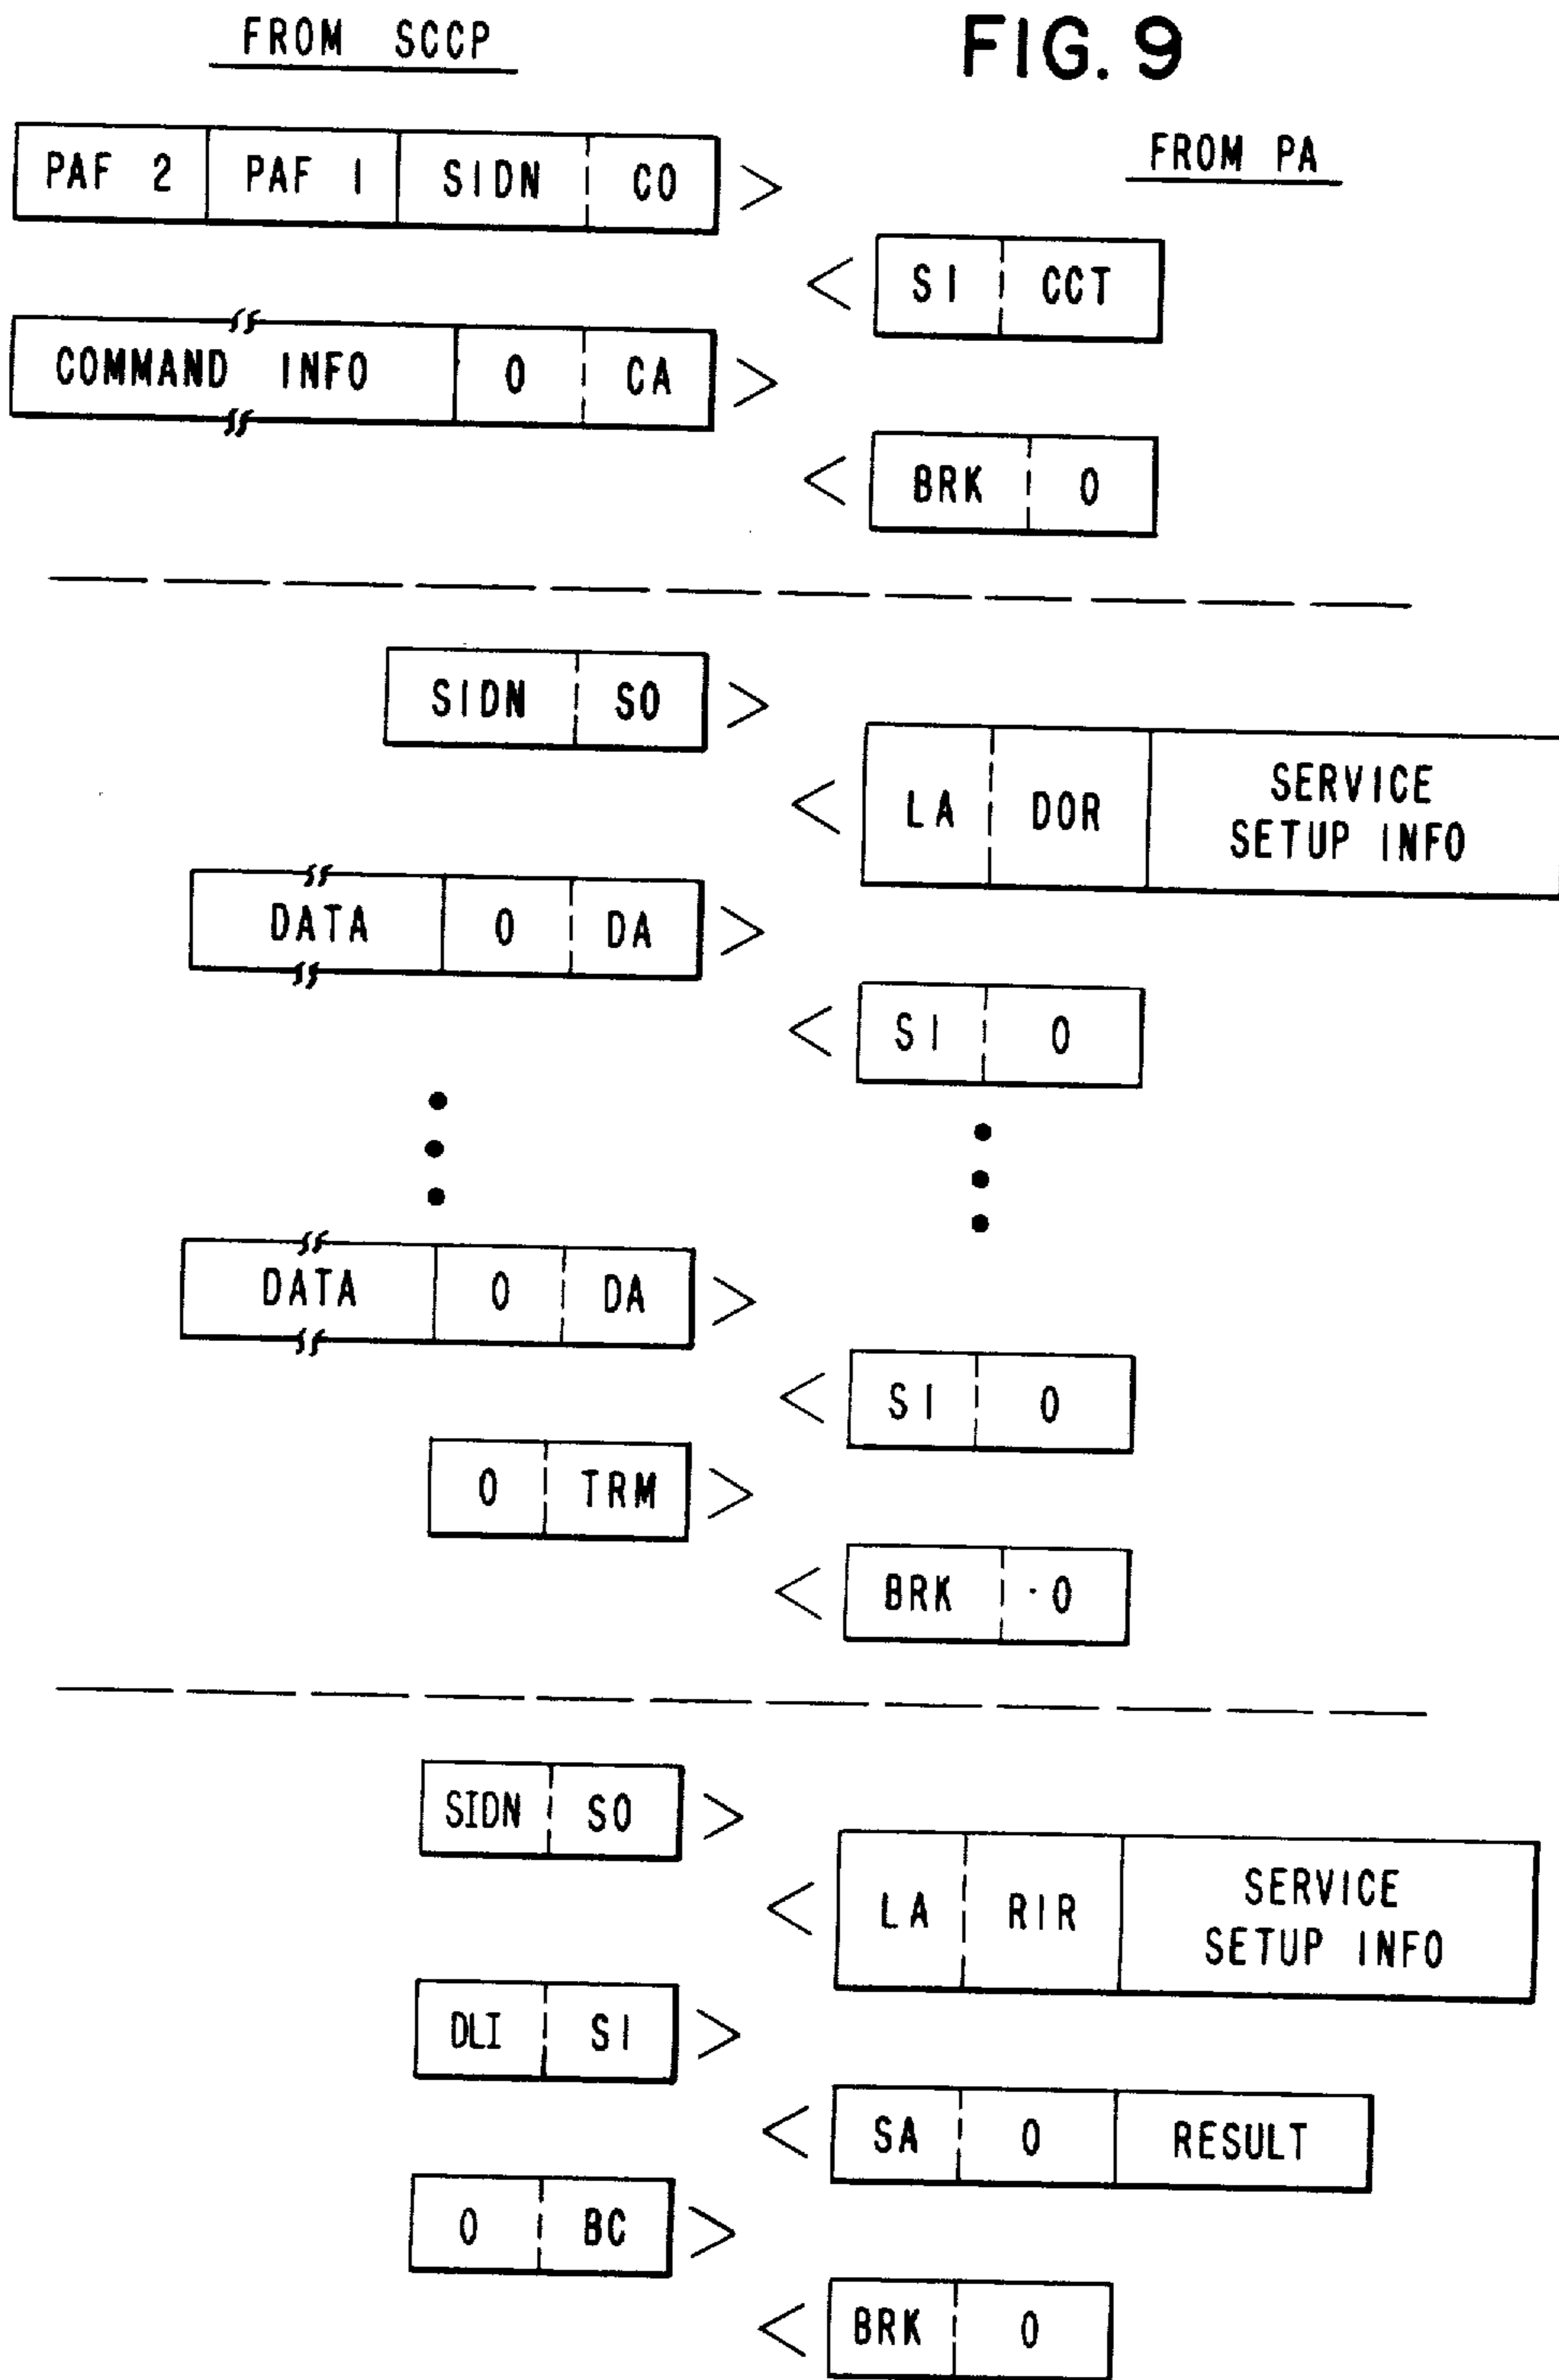 FROM SCCP
FIG. 9
FROM PA
PAF 2 PAF 1 SIDN CO >
< SI CCT
COMMAND INFO 0 CA >
< BRK 0
SIDN SO >
< LA DOR SERVICE
SETUP INFO
DATA 0 DA >
< SI 0
DATA 0 DA >
< SI 0
0 TRM >
< BRK 0
SIDN SO >
< LA RIR SERVICE
SETUP INFO
DLI SI >
< SA 0 RESULT
0 BC >
< BRK 0